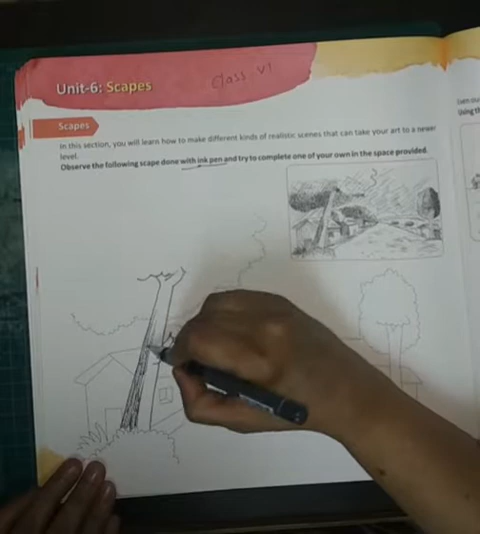 Unit-6: Scapes
Class VI
Scapes
In this section, you will learn how to make different kinds of realistic scenes that can take your art to a newer
level.
Observe the following scape done with ink pen and try to complete one of your own in the space provided.
Using th